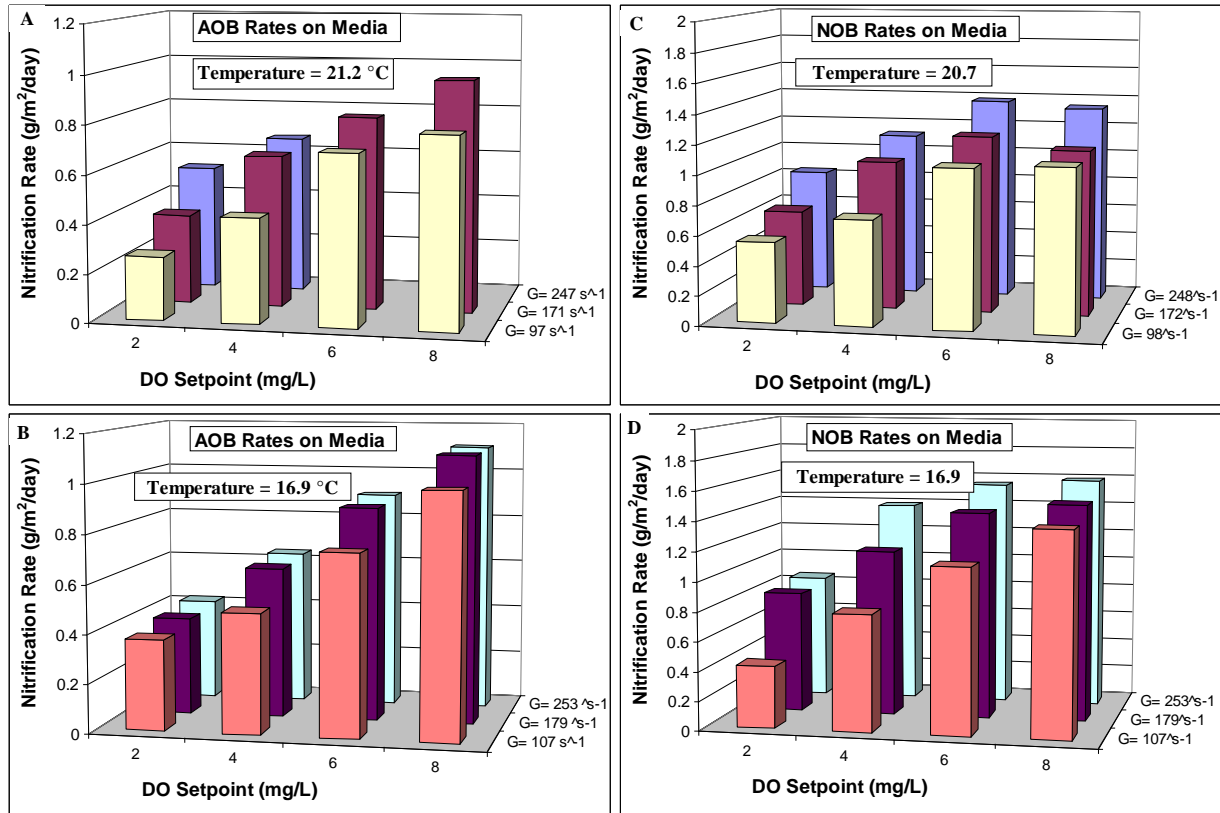 A
AOB Rates on Media
Temperature = 21.2 °C
Nitrification Rate (g/m²/day)
1.2
1
0.8
0.6
0.4
0.2
0
2
4
6
8
G= 247 s^-1
G= 171 s^-1
G= 97 s^-1
DO Setpoint (mg/L)
C
NOB Rates on Media
Temperature = 20.7
Nitrification Rate (g/m²/day)
2
1.8
1.6
1.4
1.2
1
0.8
0.6
0.4
0.2
0
2
4
6
8
G= 248^s-1
G= 172^s-1
G= 98^s-1
DO Setpoint (mg/L)
B
AOB Rates on Media
Temperature = 16.9 °C
Nitrification Rate (g/m²/day)
1.2
1
0.8
0.6
0.4
0.2
0
2
4
6
8
G= 253 ^s-1
G= 179 ^s-1
G= 107 s^-1
DO Setpoint (mg/L)
D
NOB Rates on Media
Temperature = 16.9
Nitrification Rate (g/m²/day)
2
1.8
1.6
1.4
1.2
1
0.8
0.6
0.4
0.2
0
2
4
6
8
G= 253^s-1
G= 179^s-1
G= 107^s-1
DO Setpoint (mg/L)